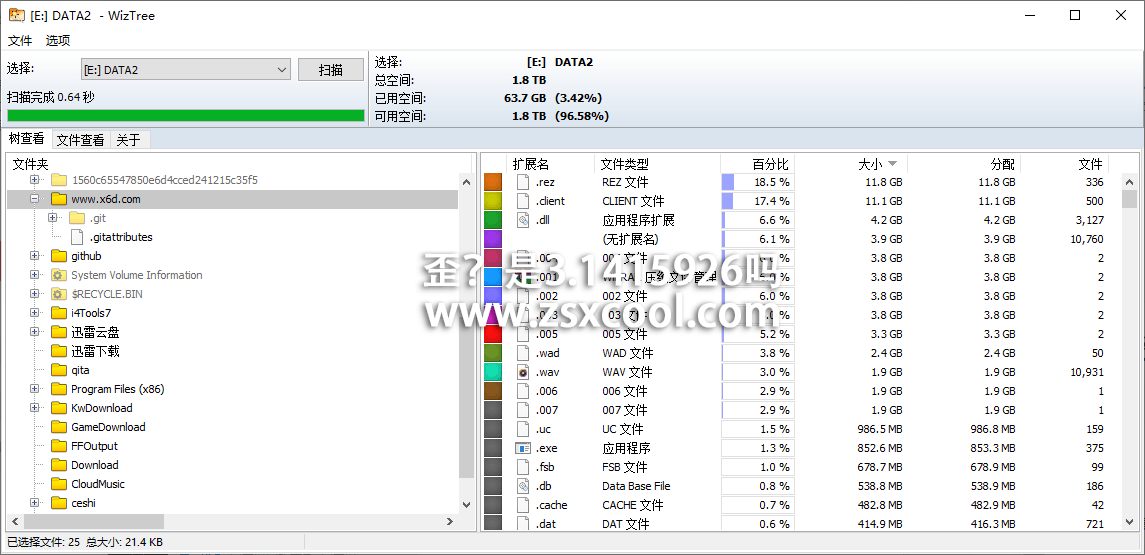 [E:] DATA2 - WizTree
文件 选项
选择: [E:] DATA2 扫描
扫描完成 0.64 秒
选择: [E:] DATA2
总空间: 1.8 TB
已用空间: 63.7 GB (3.42%)
可用空间: 1.8 TB (96.58%)
树查看 文件查看 关于
文件夹
1560c65547850e6d4cced241215c35f5
www.x6d.com
.git
.gitattributes
github
System Volume Information
$RECYCLE.BIN
i4Tools7
迅雷云盘
迅雷下载
qita
Program Files (x86)
KwDownload
GameDownload
FFOutput
Download
CloudMusic
ceshi
扩展名 文件类型 百分比 大小 分配 文件
.rez REZ 文件 18.5 % 11.8 GB 11.8 GB 336
.client CLIENT 文件 17.4 % 11.1 GB 11.1 GB 500
.dll 应用程序扩展 6.6 % 4.2 GB 4.2 GB 3,127
(无扩展名) 6.1 % 3.9 GB 3.9 GB 10,760
3.8 GB 3.8 GB 2
.001 3.8 GB 3.8 GB 2
.002 002 文件 6.0 % 3.8 GB 3.8 GB 2
3.8 GB 3.8 GB 2
.005 005 文件 5.2 % 3.3 GB 3.3 GB 2
.wad WAD 文件 3.8 % 2.4 GB 2.4 GB 50
.wav WAV 文件 3.0 % 1.9 GB 1.9 GB 10,931
.006 006 文件 2.9 % 1.9 GB 1.9 GB 1
.007 007 文件 2.9 % 1.9 GB 1.9 GB 1
.uc UC 文件 1.5 % 986.5 MB 986.8 MB 159
.exe 应用程序 1.3 % 852.6 MB 853.3 MB 375
.fsb FSB 文件 1.0 % 678.7 MB 678.9 MB 99
.db Data Base File 0.8 % 538.8 MB 538.9 MB 186
.cache CACHE 文件 0.7 % 482.8 MB 482.9 MB 42
.dat DAT 文件 0.6 % 414.9 MB 416.3 MB 721
歪?是3.1415926吗
www.zsxcool.com
已选择文件: 25 总大小: 21.4 KB